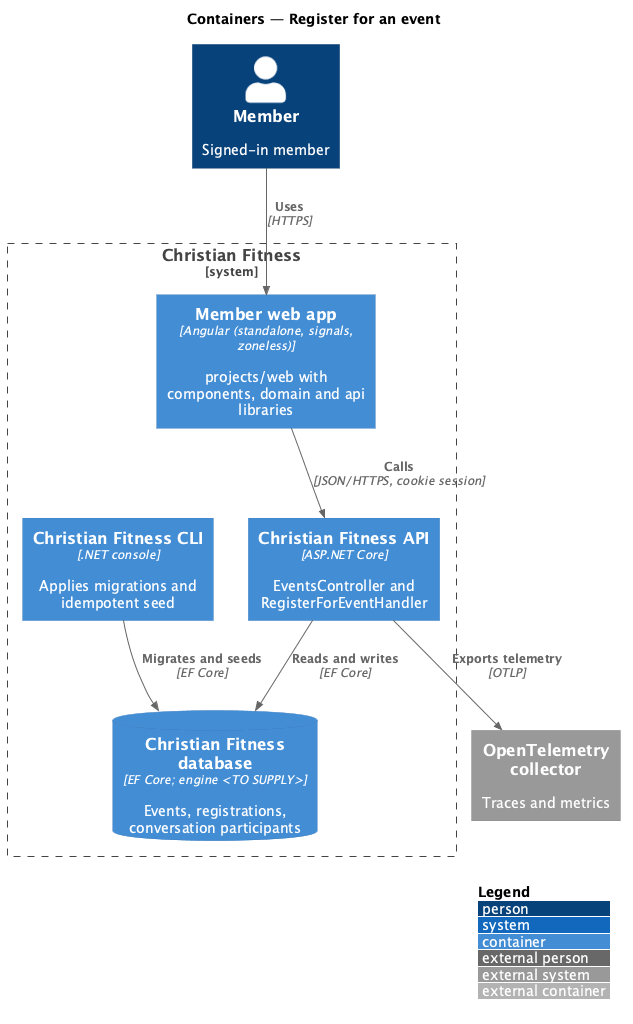 Containers — Register for an event
Member
Signed-in member
Uses
[HTTPS]
Christian Fitness
[system]
Member web app
[Angular (standalone, signals,
zoneless)]
projects/web with
components, domain and api
libraries
Calls
[JSON/HTTPS, cookie session]
Christian Fitness CLI
[.NET console]
Applies migrations and
idempotent seed
Christian Fitness API
[ASP.NET Core]
EventsController and
RegisterForEventHandler
Migrates and seeds
[EF Core]
Reads and writes
[EF Core]
Exports telemetry
[OTLP]
Christian Fitness
database
[EF Core; engine <TO SUPPLY>]
Events, registrations,
conversation participants
OpenTelemetry
collector
Traces and metrics
Legend
person
system
container
external person
external system
external container